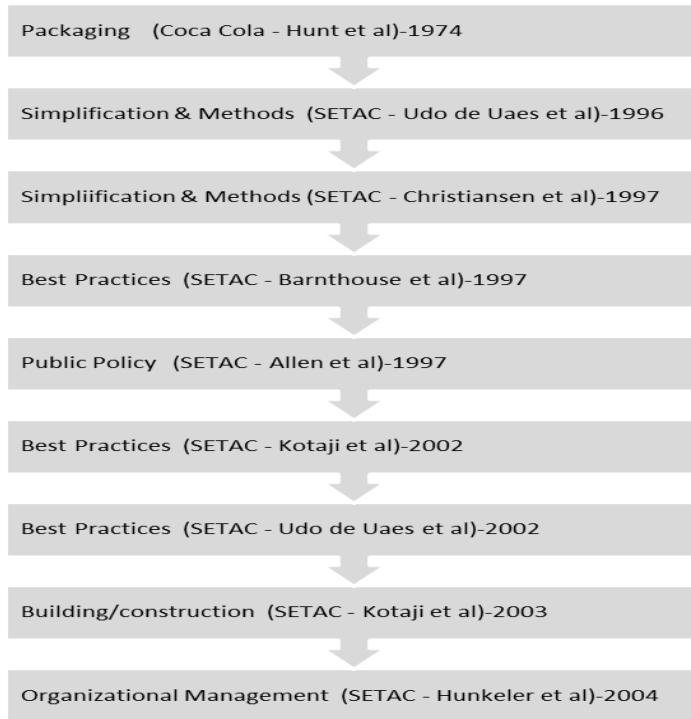 Packaging (Coca Cola - Hunt et al)-1974
Simplification & Methods (SETAC - Udo de Uaes et al)-1996
Simpliification & Methods (SETAC - Christiansen et al)-1997
Best Practices (SETAC - Barnthouse et al)-1997
Public Policy (SETAC - Allen et al)-1997
Best Practices (SETAC - Kotaji et al)-2002
Best Practices (SETAC - Udo de Uaes et al)-2002
Building/construction (SETAC - Kotaji et al)-2003
Organizational Management (SETAC - Hunkeler et al)-2004